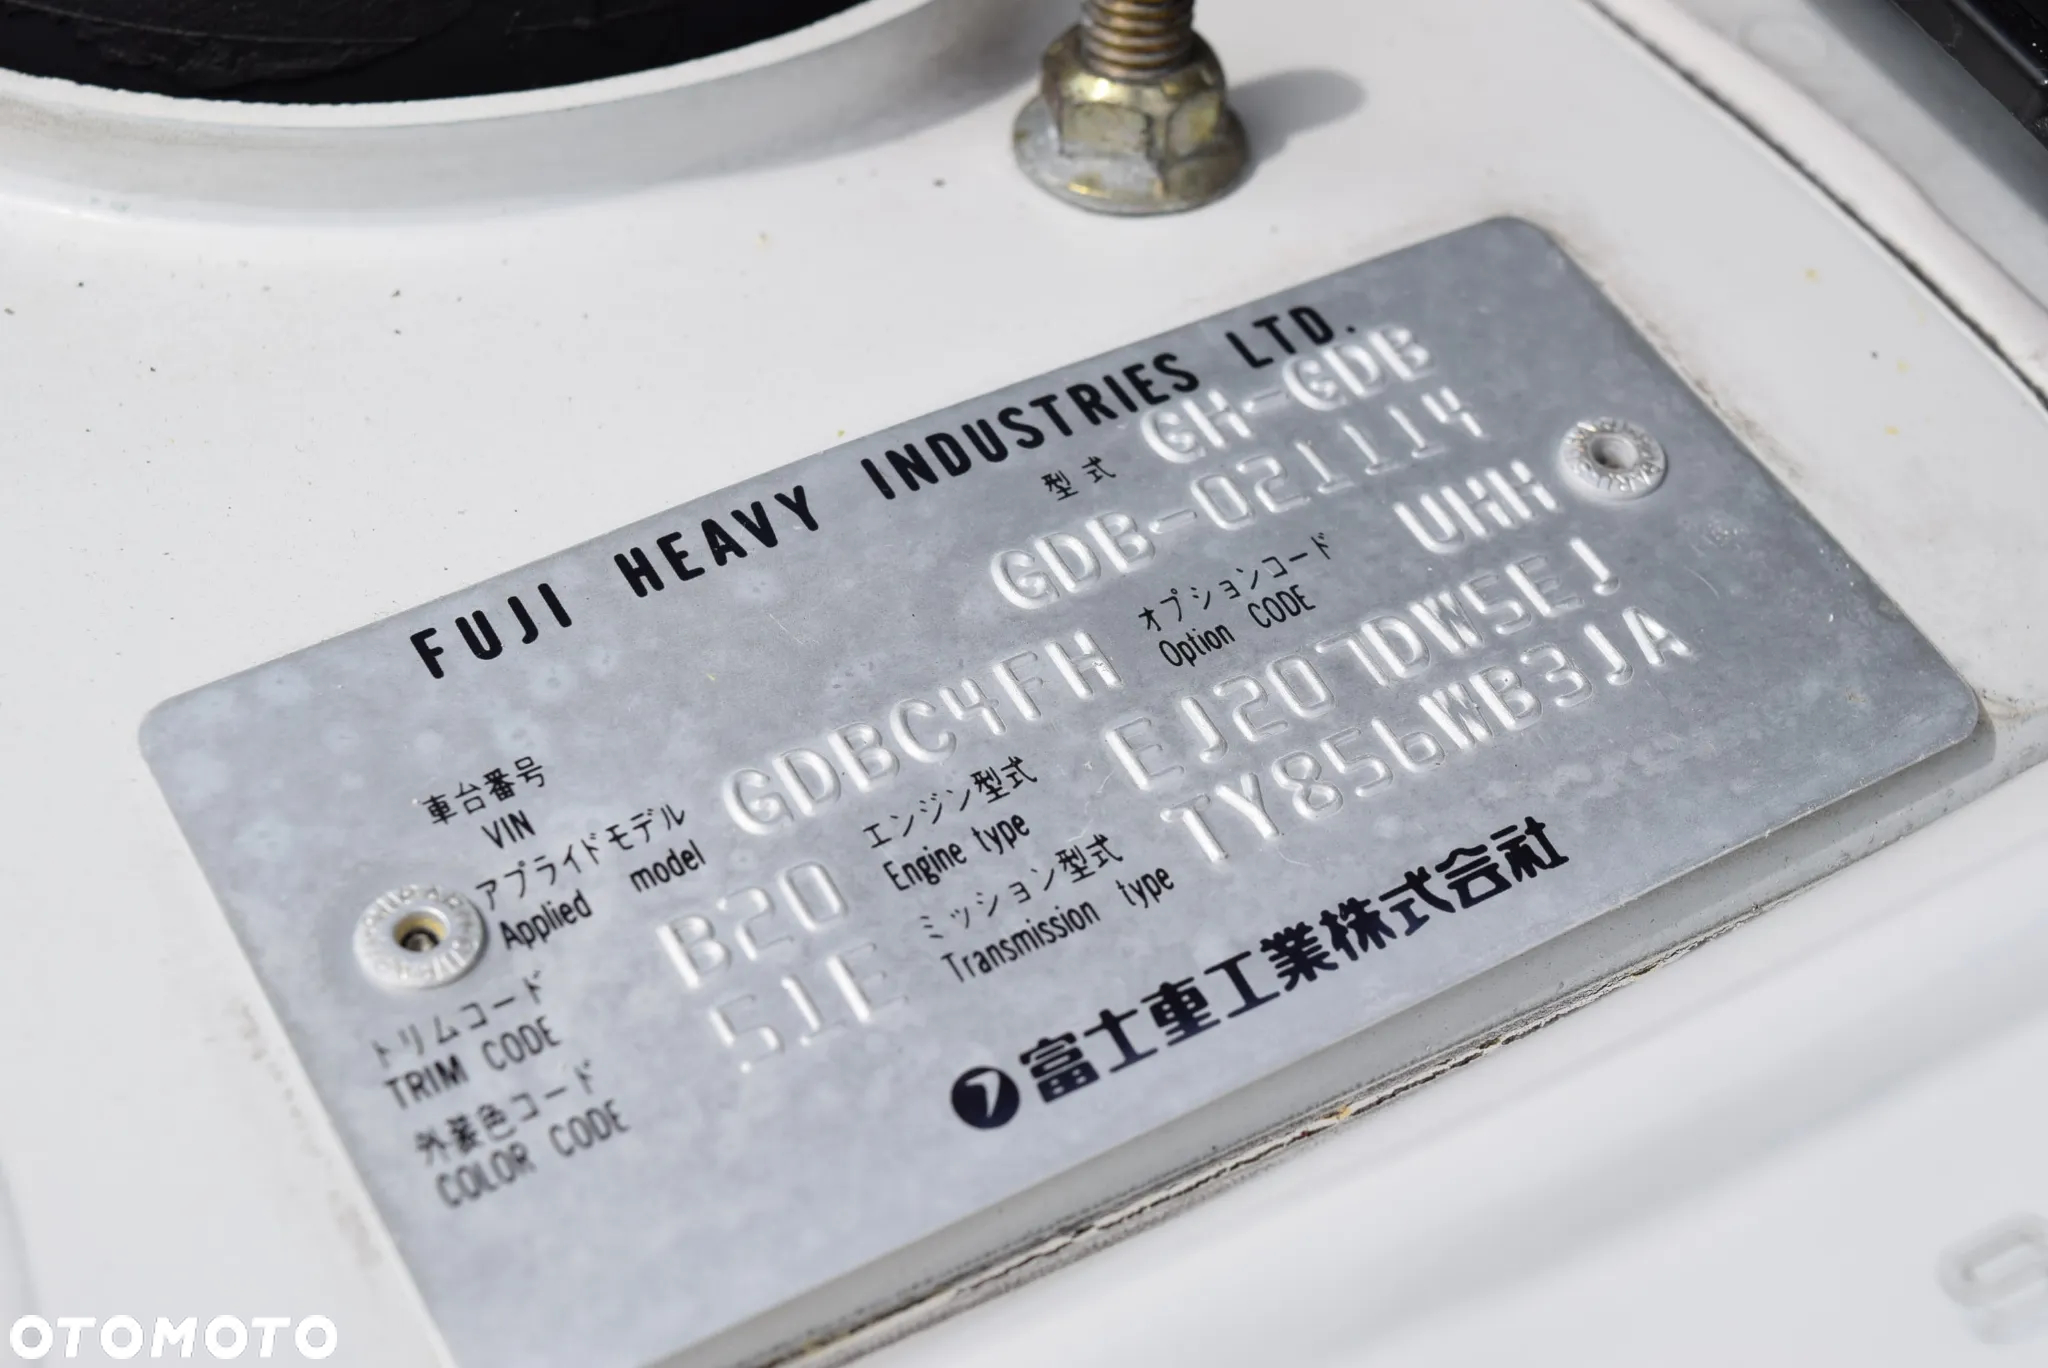 FUJI HEAVY INDUSTRIES LTD.
型式 GH-GDB
車台番号 VIN GDB-021114
アプライドモデル Applied model GDBC4FH オプションコード Option CODE UHH
トリムコード TRIM CODE B20 エンジン型式 Engine type EJ207DW5EJ
外装色コード COLOR CODE 51E ミッション型式 Transmission type TY856WB3JA
富士重工業株式会社
OTOMOTO